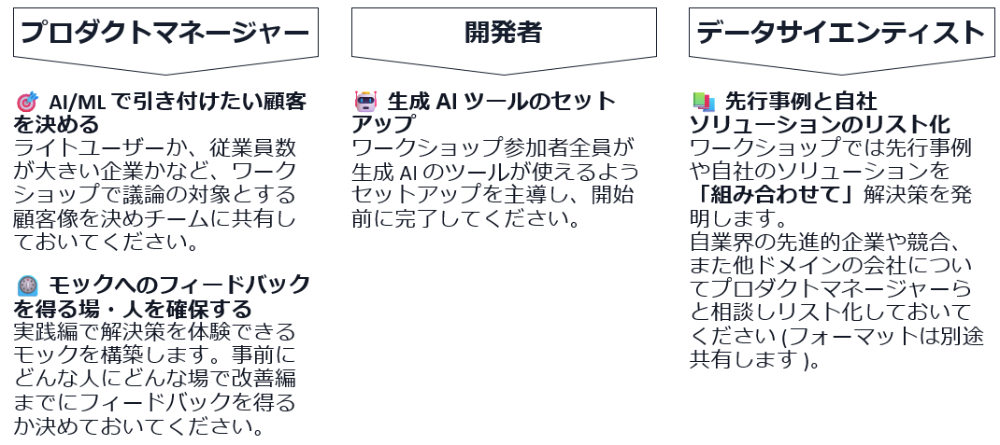 プロダクトマネージャー
AI/ML で引き付けたい顧客
を決める
ライトユーザーか、従業員数
が大きい企業かなど、ワーク
ショップで議論の対象とする
顧客像を決めチームに共有し
ておいてください。
モックへのフィードバック
を得る場・人を確保する
実践編で解決策を体験できる
モックを構築します。事前に
どんな人にどんな場で改善編
までにフィードバックを得る
か決めておいてください。
開発者
生成 AI ツールのセット
アップ
ワークショップ参加者全員が
生成 AI のツールが使えるよう
セットアップを主導し、開始
前に完了してください。
データサイエンティスト
先行事例と自社
ソリューションのリスト化
ワークショップでは先行事例
や自社のソリューションを
「組み合わせて」解決策を発
明します。
自業界の先進的企業や競合、
また他ドメインの会社につい
てプロダクトマネージャーら
と相談しリスト化しておいて
ください (フォーマットは別途
共有します )。